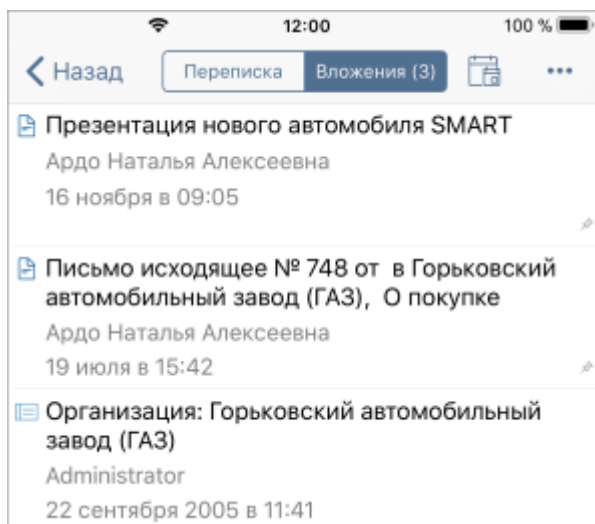 12:00 100 %
Назад Переписка Вложения (3)
Презентация нового автомобиля SMART
Ардо Наталья Алексеевна
16 ноября в 09:05
Письмо исходящее № 748 от в Горьковский
автомобильный завод (ГАЗ), О покупке
Ардо Наталья Алексеевна
19 июля в 15:42
Организация: Горьковский автомобильный
завод (ГАЗ)
Administrator
22 сентября 2005 в 11:41